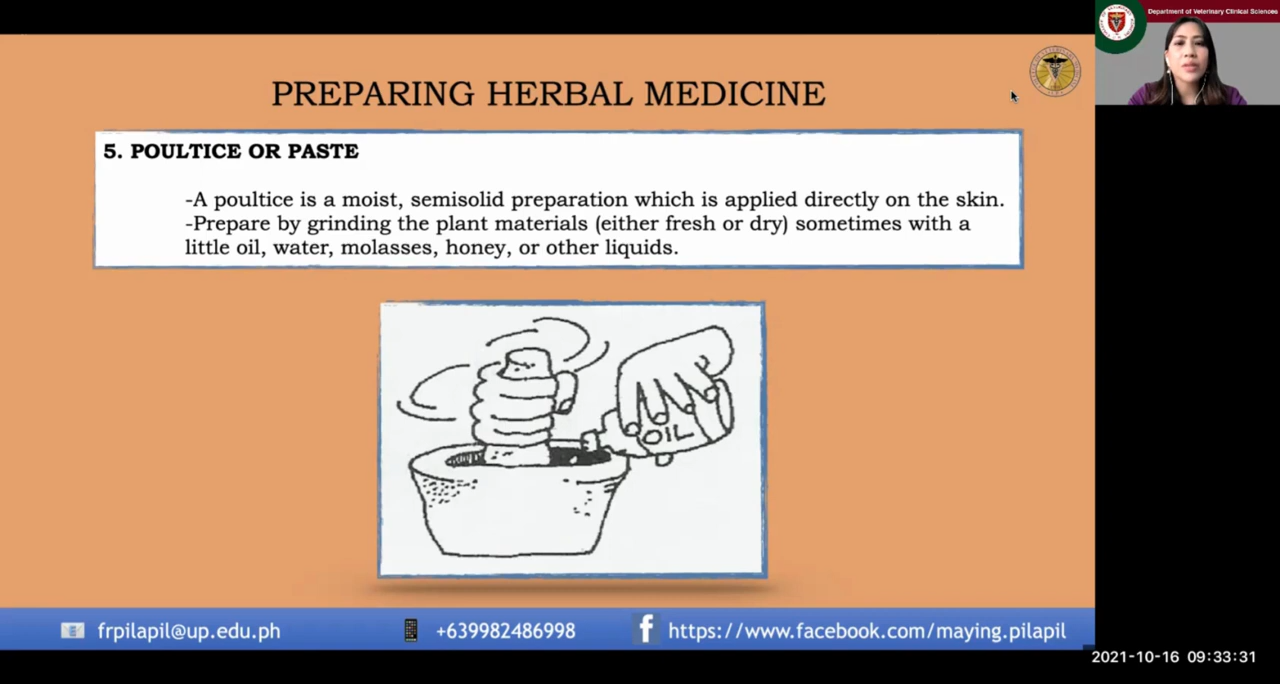 Department of Veterinary Clinical Sciences
PREPARING HERBAL MEDICINE
5. POULTICE OR PASTE
-A poultice is a moist, semisolid preparation which is applied directly on the skin.
-Prepare by grinding the plant materials (either fresh or dry) sometimes with a
little oil, water, molasses, honey, or other liquids.
OIL
frpilapil@up.edu.ph
+639982486998
https://www.facebook.com/maying.pilapil
2021-10-16 09:33:31